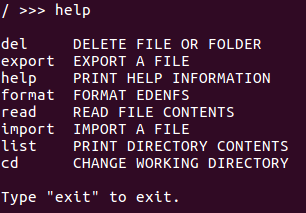 / >>> help
del DELETE FILE OR FOLDER
export EXPORT A FILE
help PRINT HELP INFORMATION
format FORMAT EDENFS
read READ FILE CONTENTS
import IMPORT A FILE
list PRINT DIRECTORY CONTENTS
cd CHANGE WORKING DIRECTORY
Type "exit" to exit.